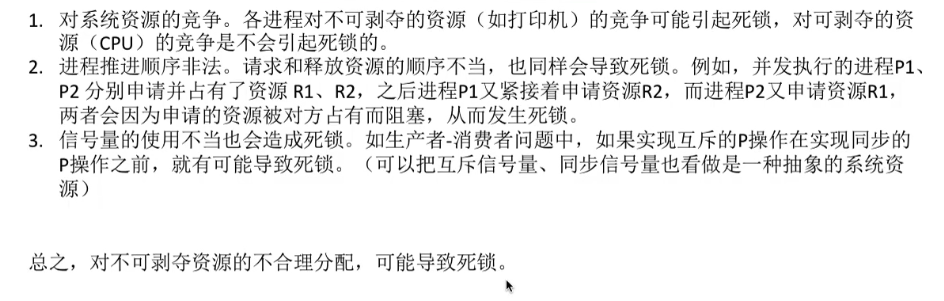 1. 对系统资源的竞争。各进程对不可剥夺的资源（如打印机）的竞争可能引起死锁，对可剥夺的资
源（CPU）的竞争是不会引起死锁的。
2. 进程推进顺序非法。请求和释放资源的顺序不当，也同样会导致死锁。例如，并发执行的进程P1、
P2 分别申请并占有了资源 R1、R2，之后进程P1又紧接着申请资源R2，而进程P2又申请资源R1，
两者会因为申请的资源被对方占有而阻塞，从而发生死锁。
3. 信号量的使用不当也会造成死锁。如生产者-消费者问题中，如果实现互斥的P操作在实现同步的
P操作之前，就有可能导致死锁。（可以把互斥信号量、同步信号量也看做是一种抽象的系统资
源）
总之，对不可剥夺资源的不合理分配，可能导致死锁。